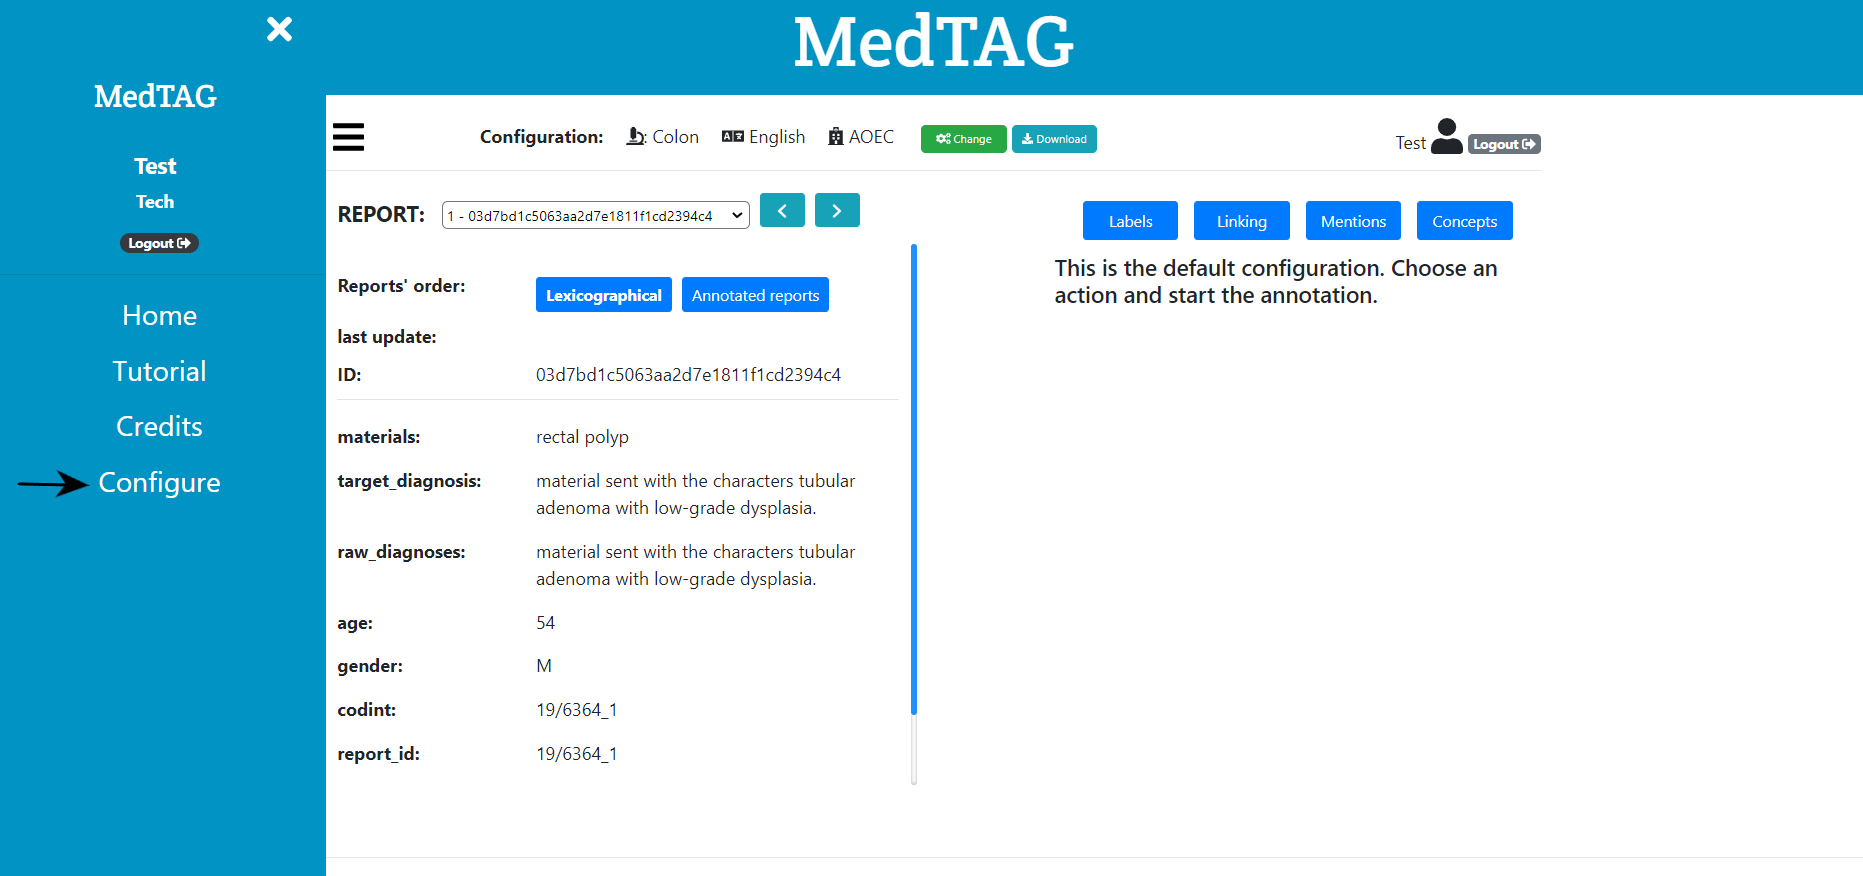 MedTAG
MedTAG
Test
Tech
Logout
Home
Tutorial
Credits
Configure
Configuration: : Colon English AOEC Change Download
Test Logout
REPORT: 1 - 03d7bd1c5063aa2d7e1811f1cd2394c4
Reports' order: Lexicographical Annotated reports
last update:
ID: 03d7bd1c5063aa2d7e1811f1cd2394c4
materials: rectal polyp
target_diagnosis: material sent with the characters tubular
adenoma with low-grade dysplasia.
raw_diagnoses: material sent with the characters tubular
adenoma with low-grade dysplasia.
age: 54
gender: M
codint: 19/6364_1
report_id: 19/6364_1
Labels Linking Mentions Concepts
This is the default configuration. Choose an
action and start the annotation.